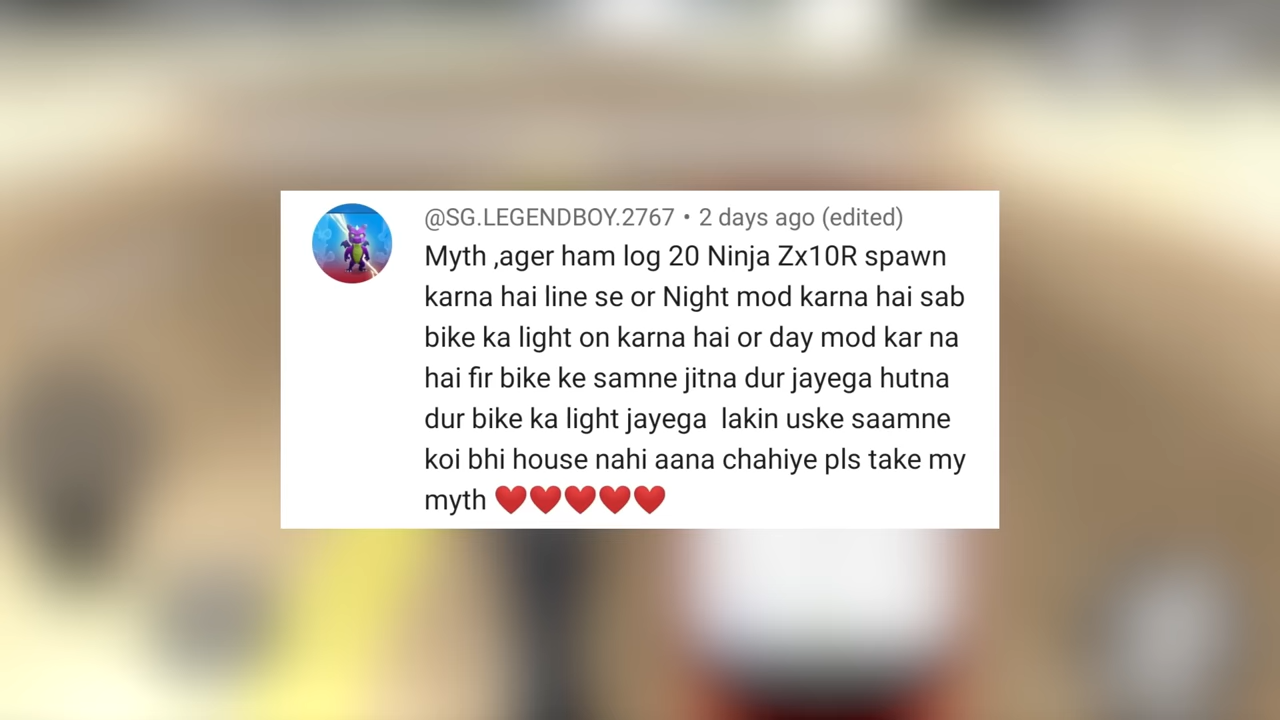 @SG.LEGENDBOY.2767 • 2 days ago (edited)
Myth ,ager ham log 20 Ninja Zx10R spawn
karna hai line se or Night mod karna hai sab
bike ka light on karna hai or day mod kar na
hai fir bike ke samne jitna dur jayega hutna
dur bike ka light jayega  lakin uske saamne
koi bhi house nahi aana chahiye pls take my
myth ❤️❤️❤️❤️❤️